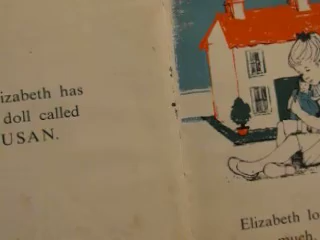 izabeth has
doll called
USAN.
Elizabeth lo
much.